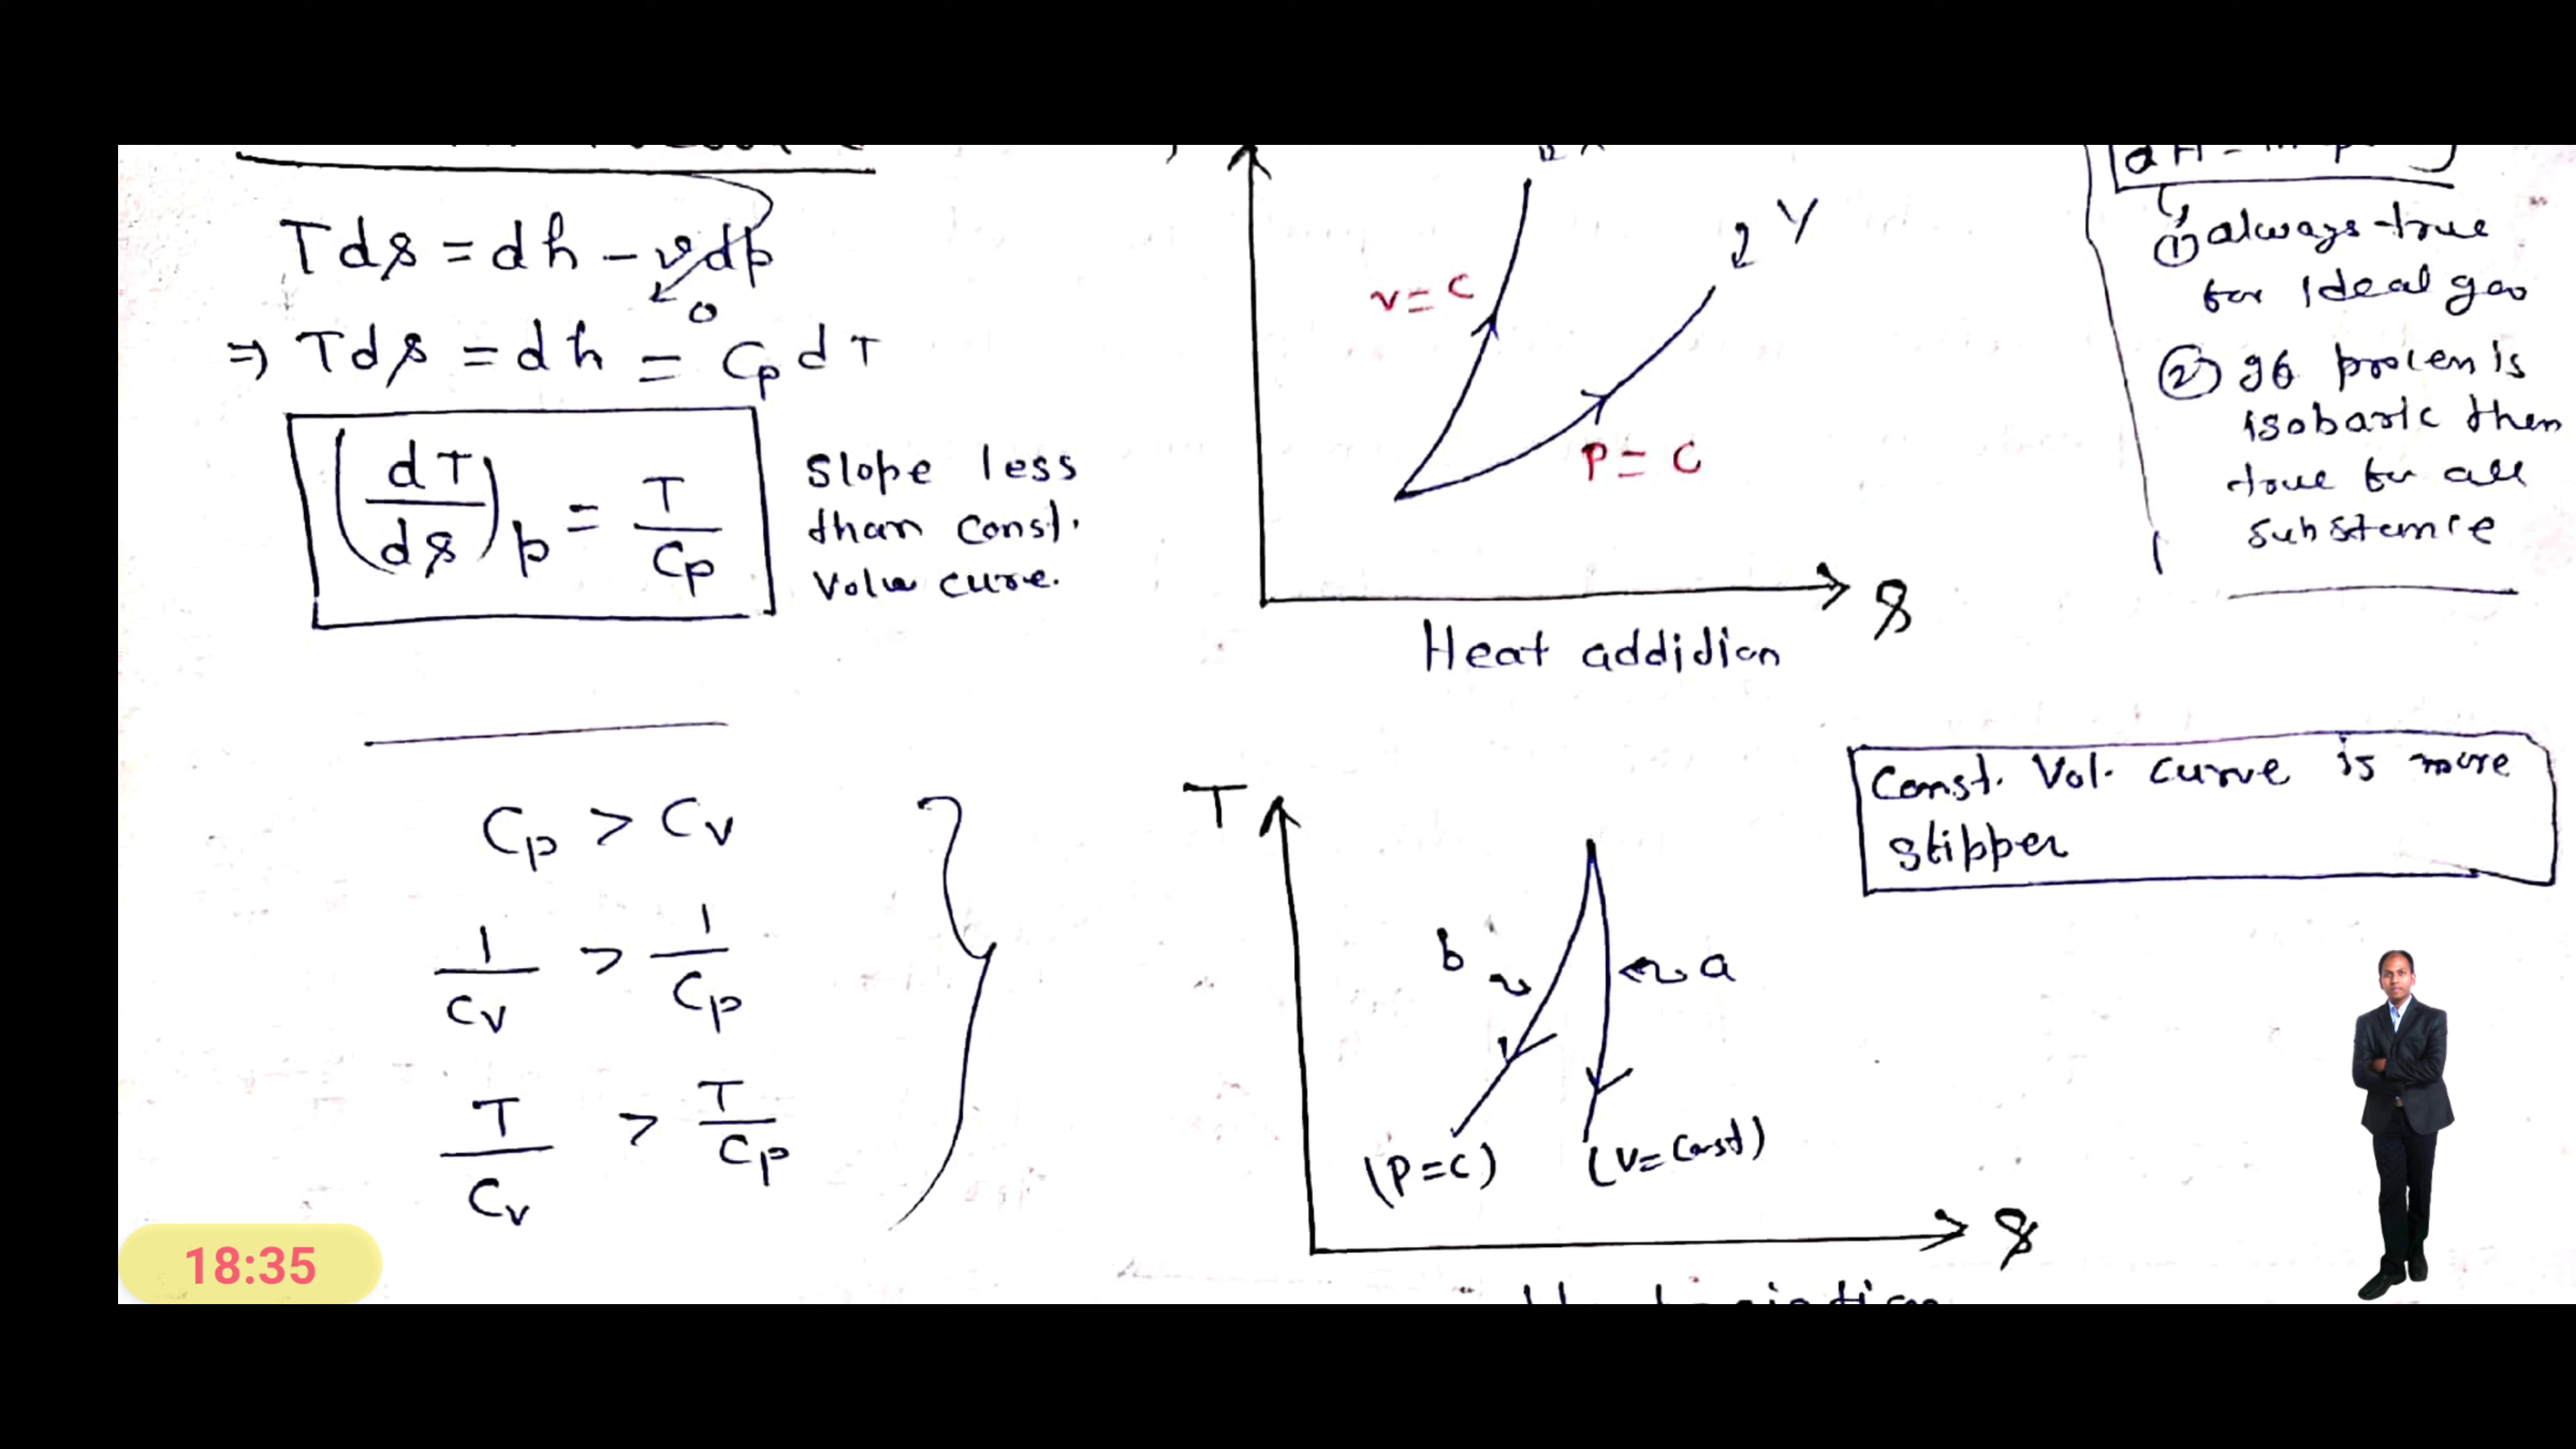 Tds = dh - vdp
0
⇒ Tds = dh = Cp dT
(dT/ds)p = T/Cp
Slope less
than const.
Volu curve.
Cp > Cv
1/Cv > 1/Cp
T/Cv > T/Cp
v = c
Y
P = C
s
Heat addidion
① always true
for Ideal gas
② If process is
isobaric then
true for all
substance
Const. Vol. curve is more
stipper
T
b
a
(P=C)
(V=Const)
s
18:35